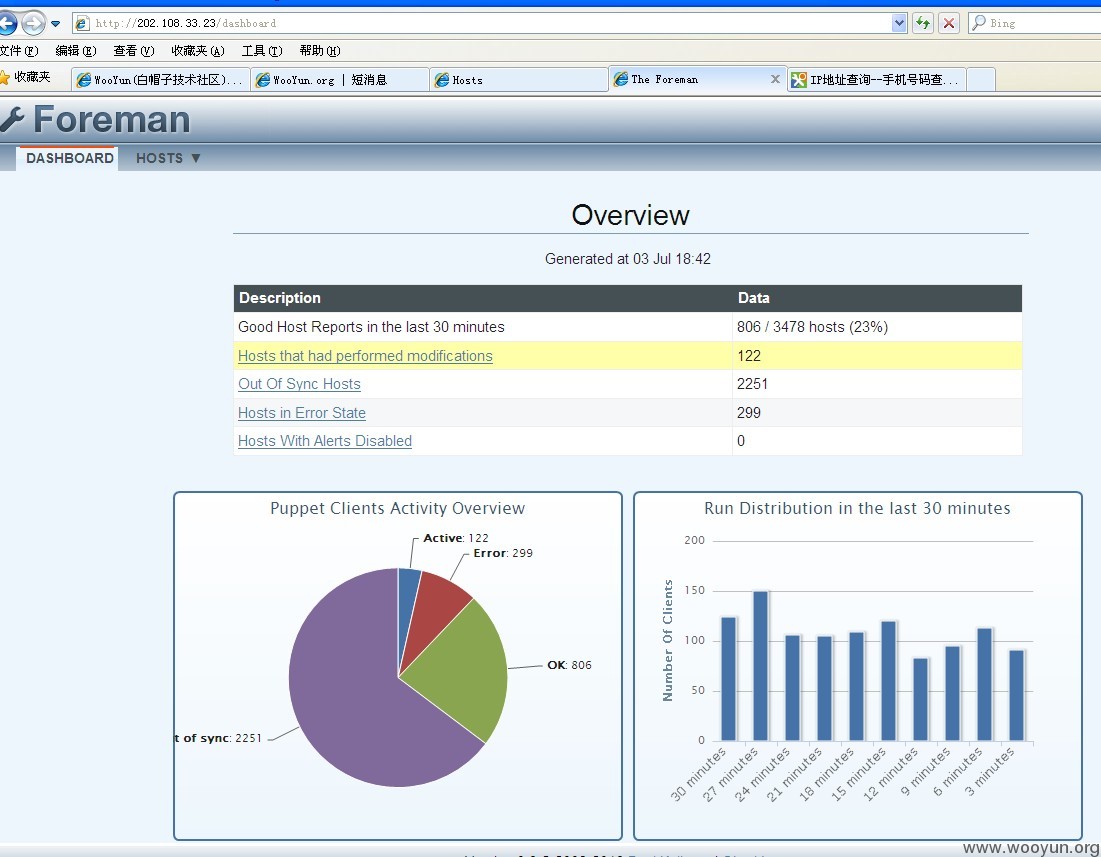 http://202.108.33.23/dashboard
Bing
文件(F) 编辑(E) 查看(V) 收藏夹(A) 工具(T) 帮助(H)
收藏夹 WooYun(白帽子技术社区)... WooYun.org | 短消息 Hosts The Foreman IP地址查询--手机号码查...
Foreman
DASHBOARD HOSTS ▼
Overview
Generated at 03 Jul 18:42
Description Data
Good Host Reports in the last 30 minutes 806 / 3478 hosts (23%)
Hosts that had performed modifications 122
Out Of Sync Hosts 2251
Hosts in Error State 299
Hosts With Alerts Disabled 0
Puppet Clients Activity Overview
Active: 122
Error: 299
OK: 806
t of sync: 2251
Run Distribution in the last 30 minutes
Number Of Clients
200
150
100
50
0
30 minutes
27 minutes
24 minutes
21 minutes
18 minutes
15 minutes
12 minutes
9 minutes
6 minutes
3 minutes
www.wooyun.org